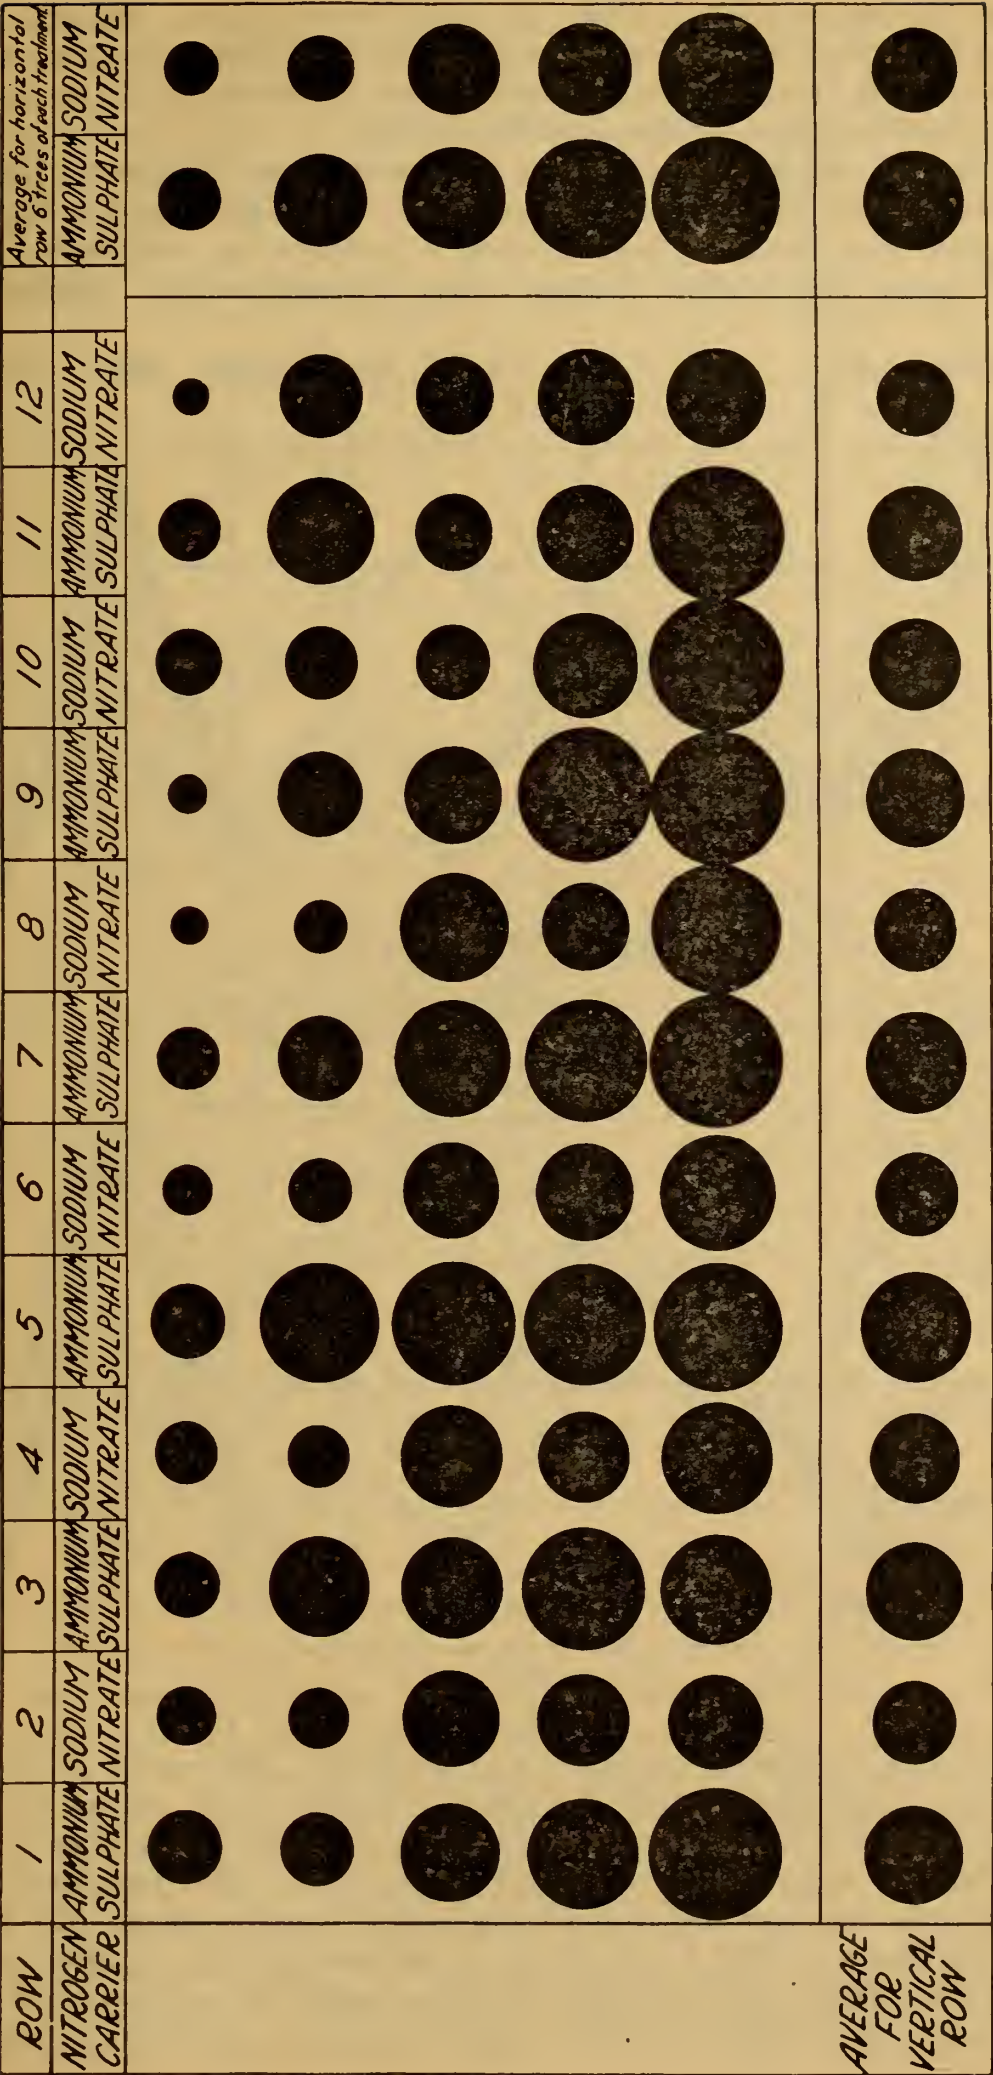 ROW 1 2 3 4 5 6 7 8 9 10 11 12 Average for horizontal
row 6 trees of each treatment
NITROGEN AMMONIUM SODIUM AMMONIUM SODIUM AMMONIUM SODIUM AMMONIUM SODIUM AMMONIUM SODIUM AMMONIUM SODIUM AMMONIUM SODIUM
CARRIER SULPHATE NITRATE SULPHATE NITRATE SULPHATE NITRATE SULPHATE NITRATE SULPHATE NITRATE SULPHATE NITRATE SULPHATE NITRATE
AVERAGE
FOR
VERTICAL
ROW